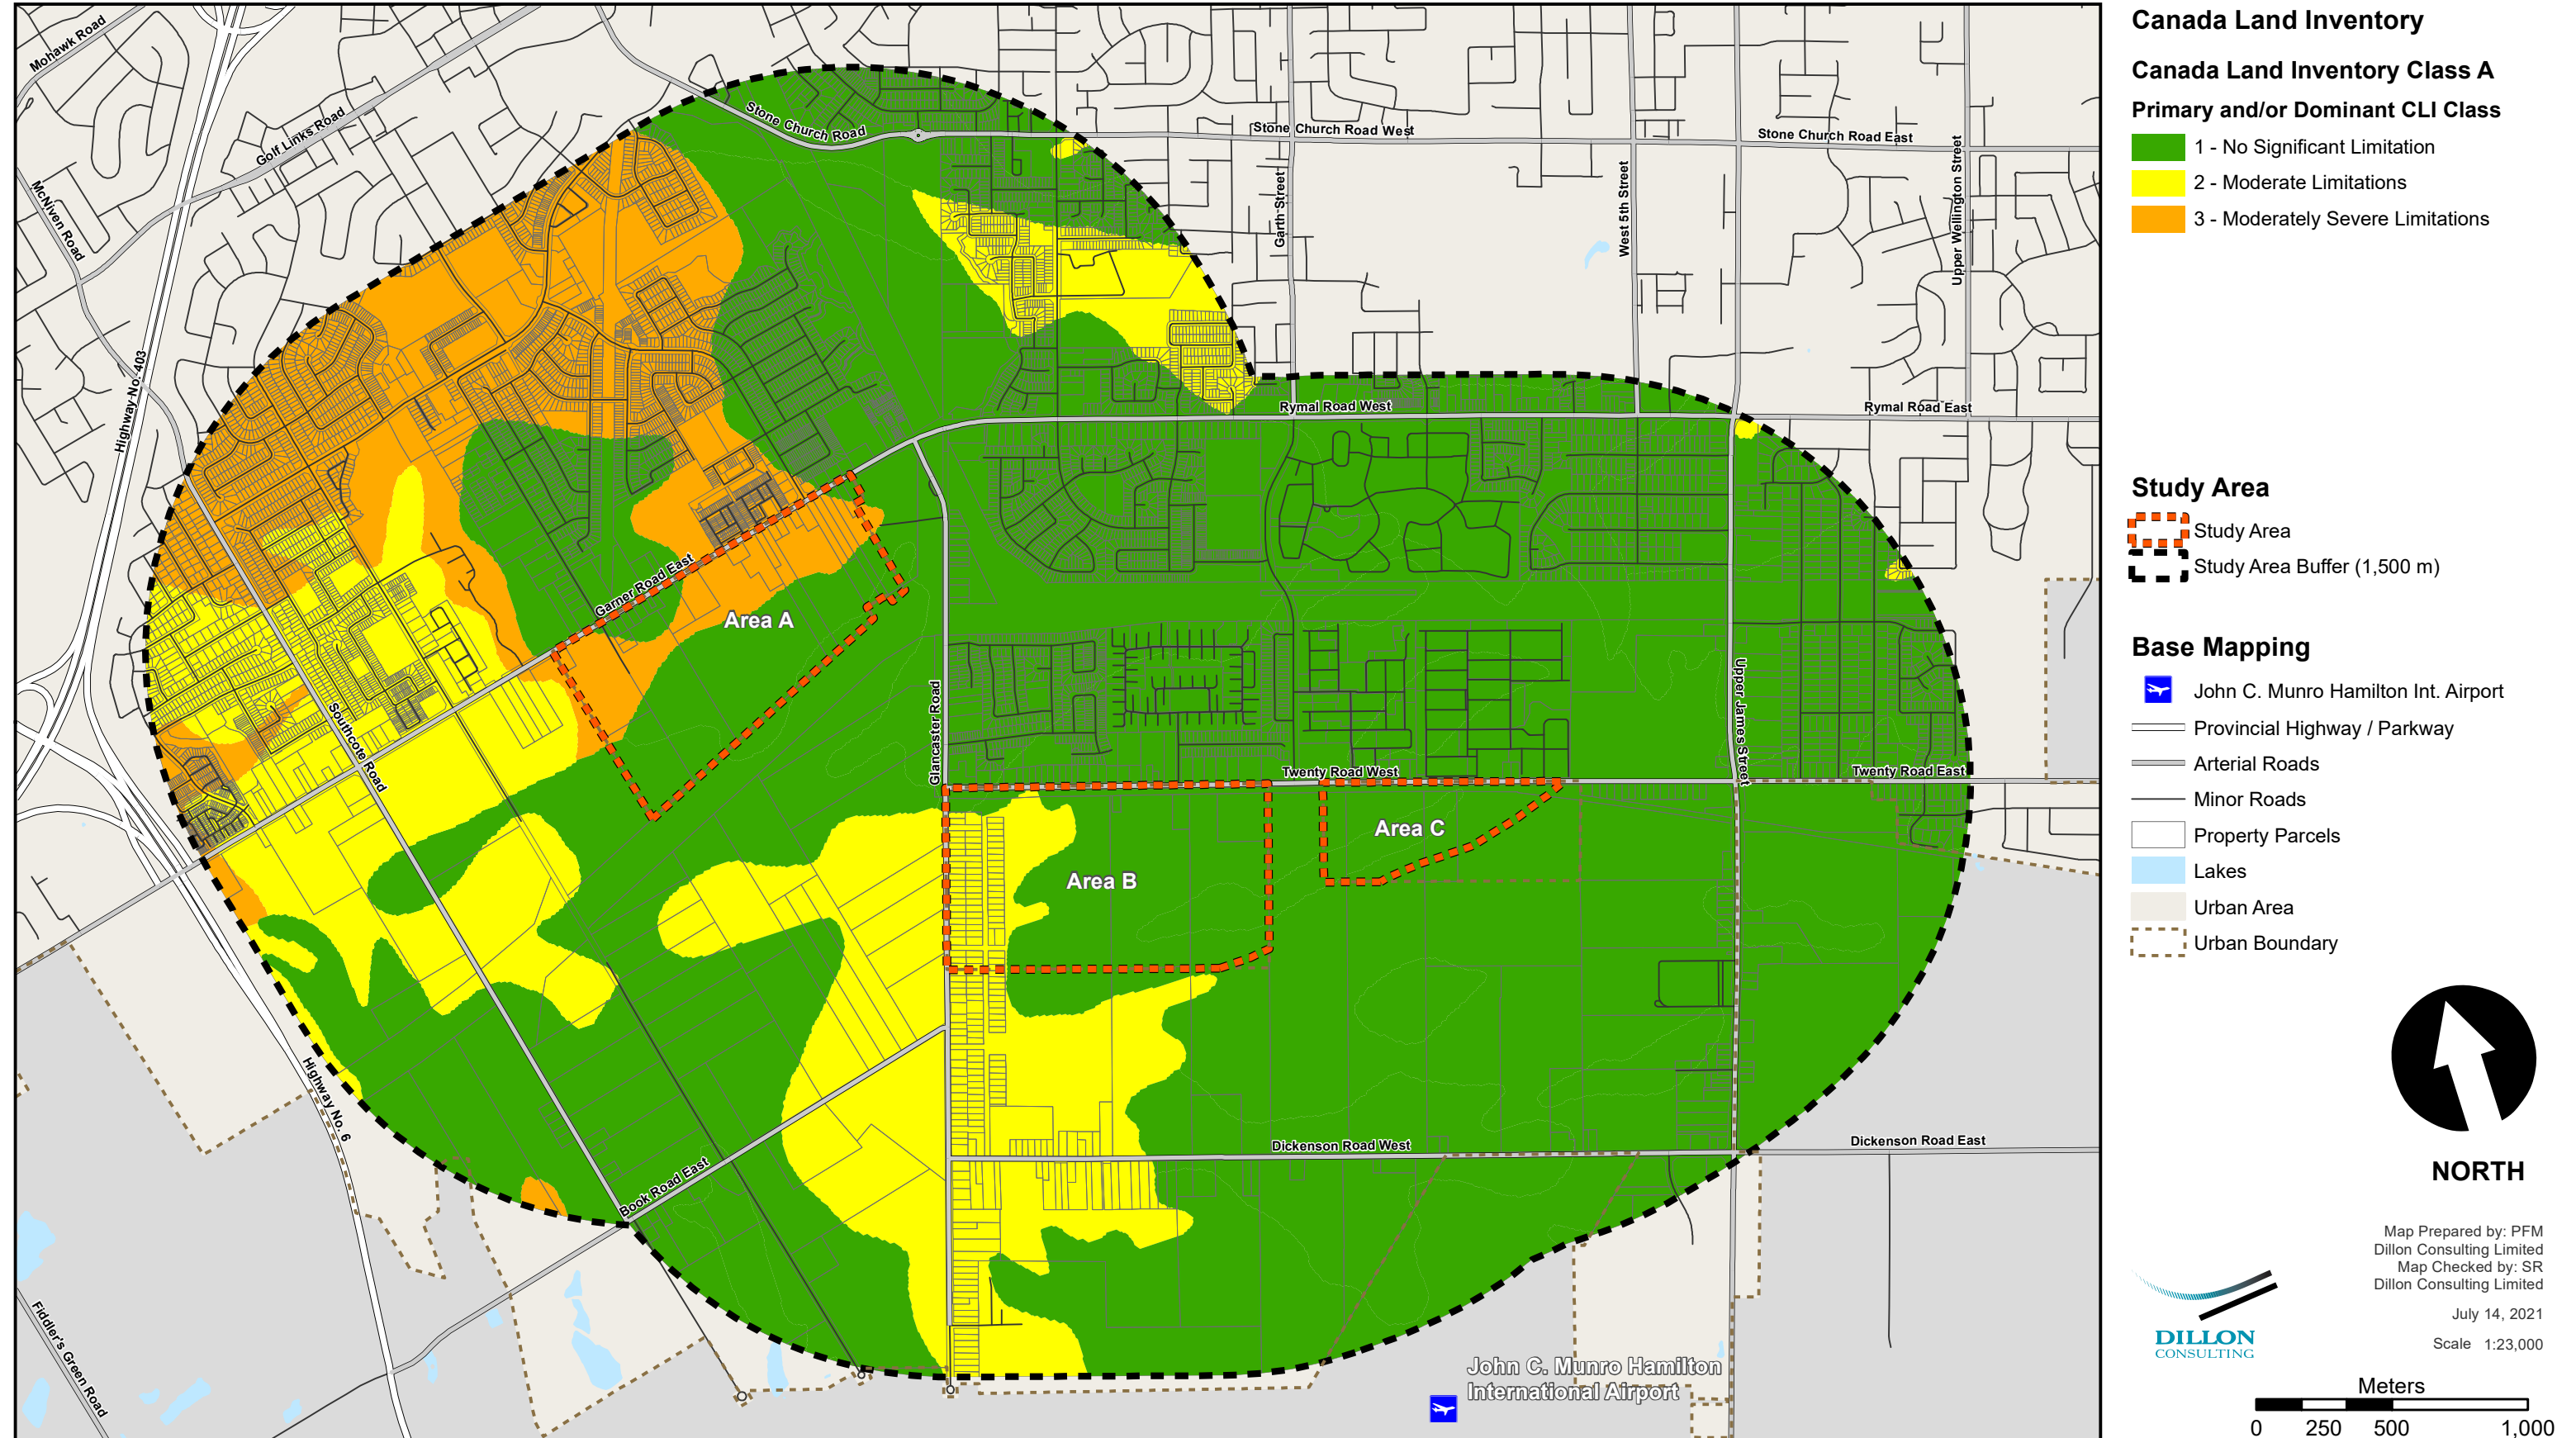 Mohawk Road
Golf Links Road
McNiven Road
Highway No. 403
Stone Church Road
Stone Church Road West
Stone Church Road East
Garth Street
West 5th Street
Upper Wellington Street
Rymal Road West
Rymal Road East
Garner Road East
Area A
Southcote Road
Glancaster Road
Upper James Street
Twenty Road West
Twenty Road East
Area B
Area C
Highway No. 6
Book Road East
Dickenson Road West
Dickenson Road East
Fiddler's Green Road
John C. Munro Hamilton
International Airport
Canada Land Inventory
Canada Land Inventory Class A
Primary and/or Dominant CLI Class
1 - No Significant Limitation
2 - Moderate Limitations
3 - Moderately Severe Limitations
Study Area
Study Area
Study Area Buffer (1,500 m)
Base Mapping
John C. Munro Hamilton Int. Airport
Provincial Highway / Parkway
Arterial Roads
Minor Roads
Property Parcels
Lakes
Urban Area
Urban Boundary
NORTH
Map Prepared by: PFM
Dillon Consulting Limited
Map Checked by: SR
Dillon Consulting Limited
July 14, 2021
Scale 1:23,000
DILLON
CONSULTING
Meters
0 250 500 1,000